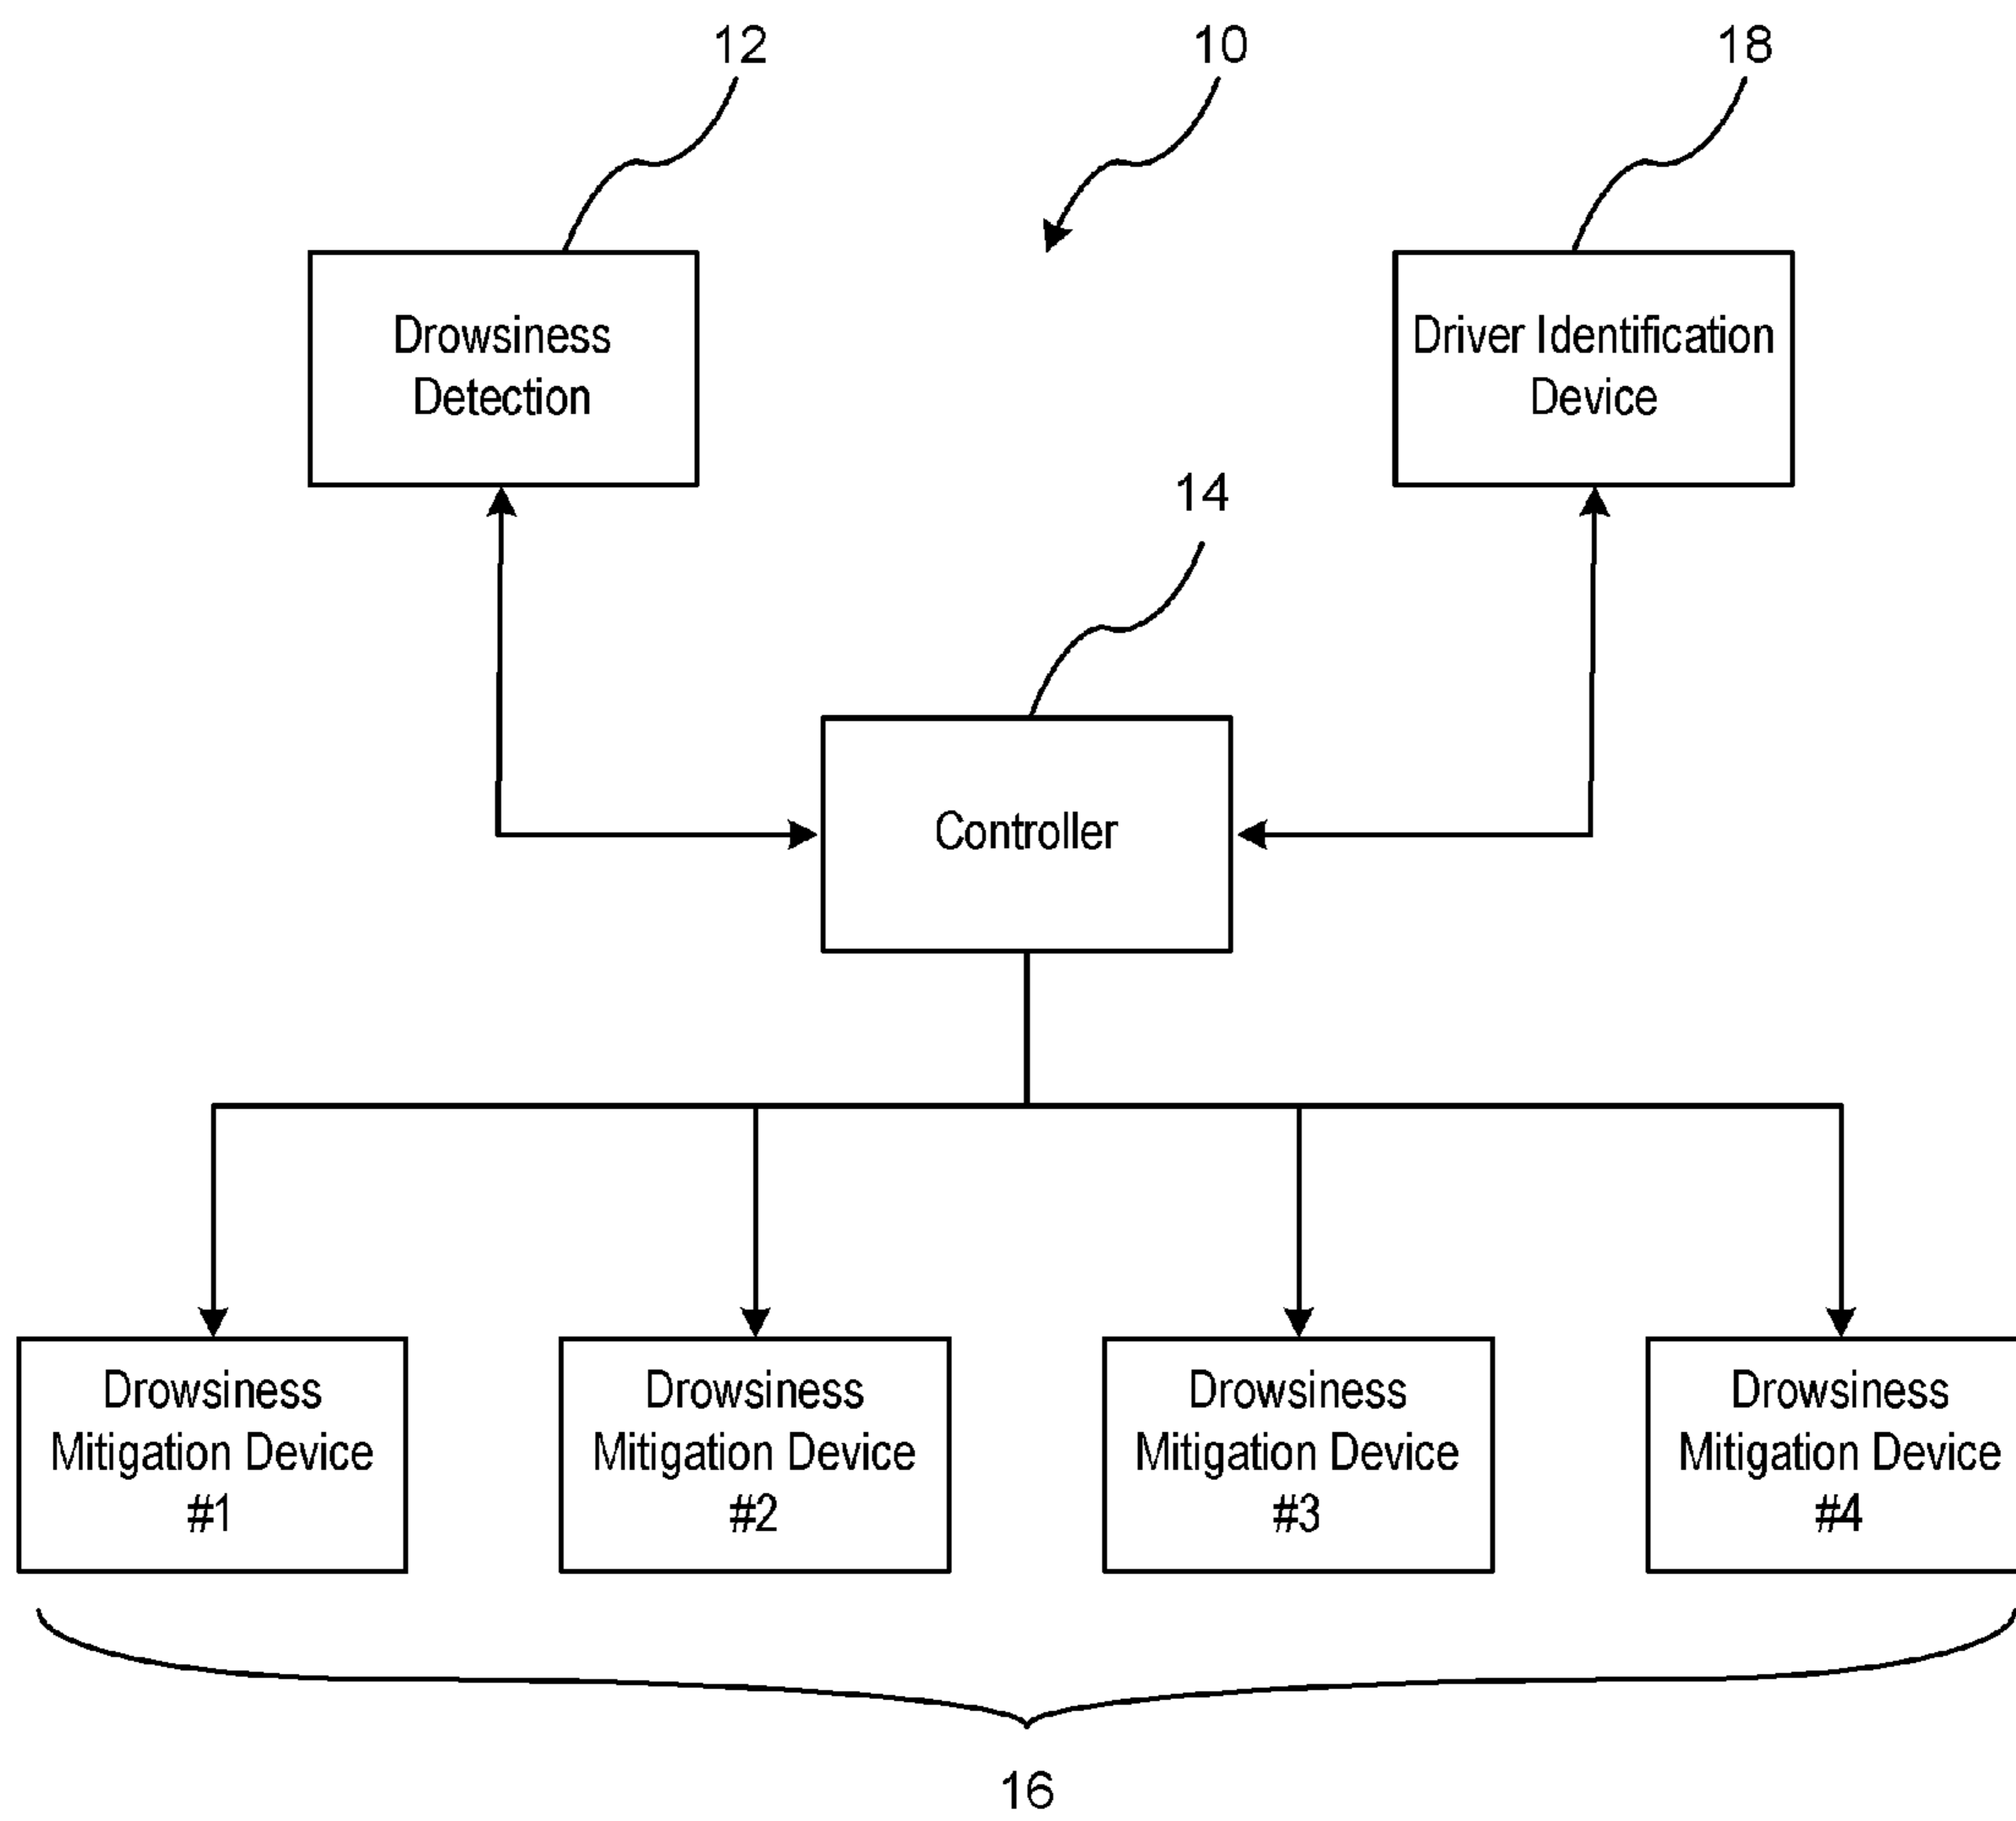 12
10
18
Drowsiness
Detection
Driver Identification
Device
14
Controller
Drowsiness
Mitigation Device
#1
Drowsiness
Mitigation Device
#2
Drowsiness
Mitigation Device
#3
Drowsiness
Mitigation Device
#4
16